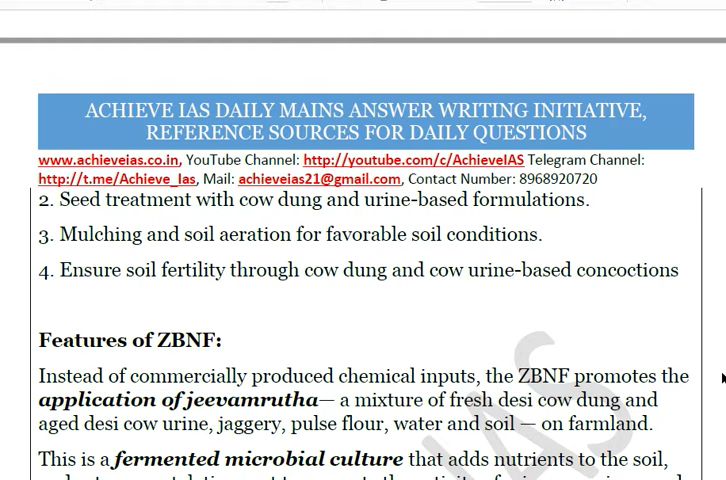 ACHIEVE IAS DAILY MAINS ANSWER WRITING INITIATIVE,
REFERENCE SOURCES FOR DAILY QUESTIONS
www.achieveias.co.in, YouTube Channel: http://youtube.com/c/AchieveIAS Telegram Channel:
http://t.me/Achieve_Ias, Mail: achieveias21@gmail.com, Contact Number: 8968920720
2. Seed treatment with cow dung and urine-based formulations.
3. Mulching and soil aeration for favorable soil conditions.
4. Ensure soil fertility through cow dung and cow urine-based concoctions
Features of ZBNF:
Instead of commercially produced chemical inputs, the ZBNF promotes the
application of jeevamrutha— a mixture of fresh desi cow dung and
aged desi cow urine, jaggery, pulse flour, water and soil — on farmland.
This is a fermented microbial culture that adds nutrients to the soil,
IAS